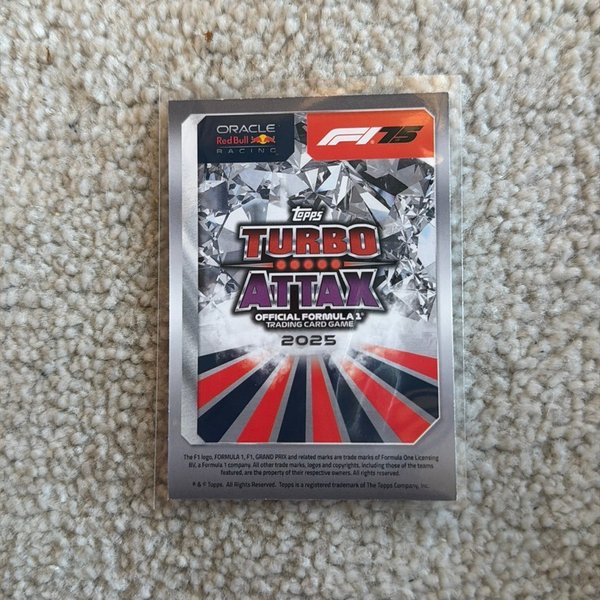 ORACLE
Red Bull
RACING
F1 75
Topps
TURBO
ATTAX
OFFICIAL FORMULA 1®
TRADING CARD GAME
2025
The F1 logo, FORMULA 1, F1, GRAND PRIX and related marks are trade marks of Formula One Licensing
BV, a Formula 1 company. All other trade marks, logos and copyrights, including those of the teams
featured, are the property of their respective owners. All rights reserved.
® & © Topps. All Rights Reserved. Topps is a registered trademark of The Topps Company, Inc.